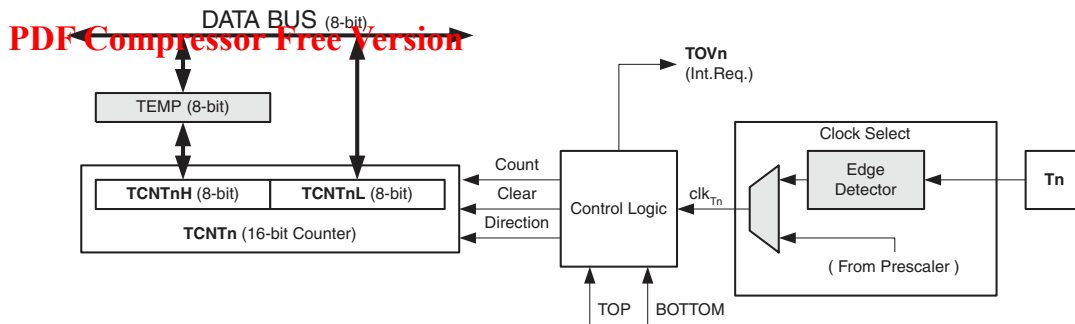 DATA BUS (8-bit)
PDF Compressor Free Version
TOVn
(Int.Req.)
TEMP (8-bit)
Clock Select
Count
Edge
Detector
Tn
TCNTnH (8-bit) TCNTnL (8-bit)
Clear
Control Logic
clkTn
Direction
TCNTn (16-bit Counter)
( From Prescaler )
TOP
BOTTOM